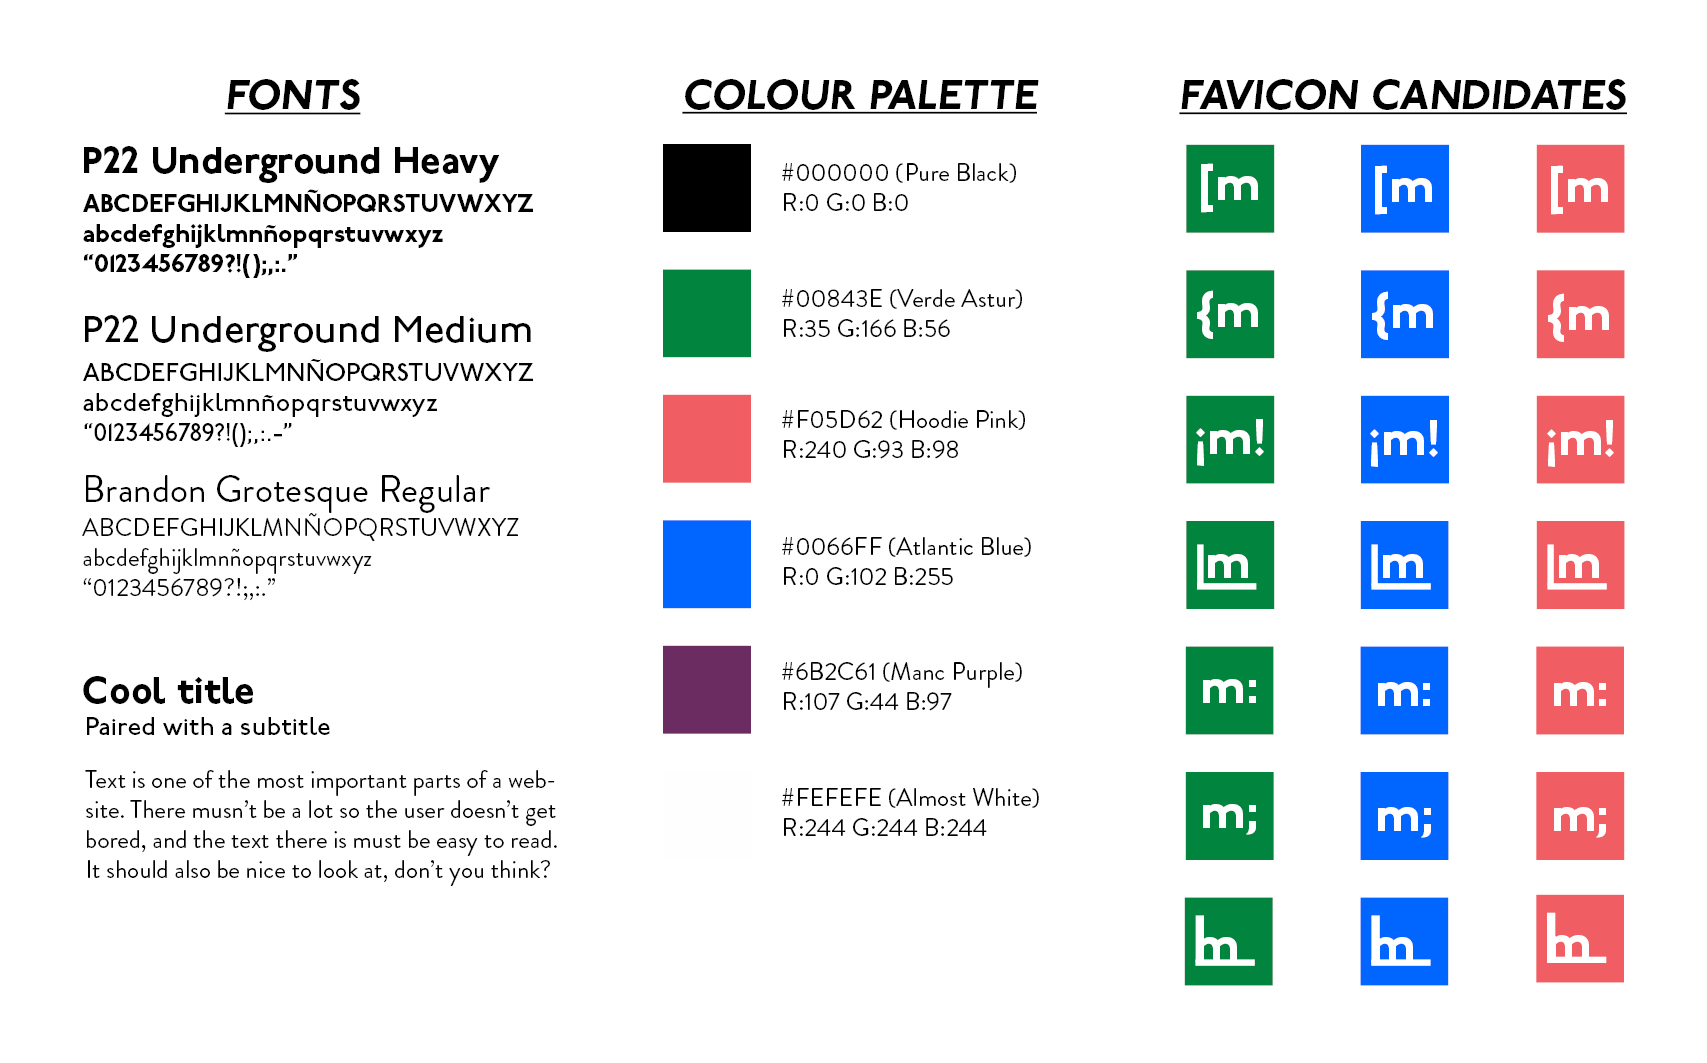 FONTS
P22 Underground Heavy
ABCDEFGHIJKLMNÑOPQRSTUVWXYZ
abcdefghijklmnñopqrstuvwxyz
“0123456789?!();,:.”
P22 Underground Medium
ABCDEFGHIJKLMNÑOPQRSTUVWXYZ
abcdefghijklmnñopqrstuvwxyz
“0123456789?!();,:.-”
Brandon Grotesque Regular
ABCDEFGHIJKLMNÑOPQRSTUVWXYZ
abcdefghijklmnñopqrstuvwxyz
“0123456789?!;,:.”
Cool title
Paired with a subtitle
Text is one of the most important parts of a web-
site. There musn’t be a lot so the user doesn’t get
bored, and the text there is must be easy to read.
It should also be nice to look at, don’t you think?
COLOUR PALETTE
#000000 (Pure Black)
R:0 G:0 B:0
#00843E (Verde Astur)
R:35 G:166 B:56
#F05D62 (Hoodie Pink)
R:240 G:93 B:98
#0066FF (Atlantic Blue)
R:0 G:102 B:255
#6B2C61 (Manc Purple)
R:107 G:44 B:97
#FEFEFE (Almost White)
R:244 G:244 B:244
FAVICON CANDIDATES
[m [m [m
{m {m {m
¡m! ¡m! ¡m!
m m m
m: m: m:
m; m; m;
m m m